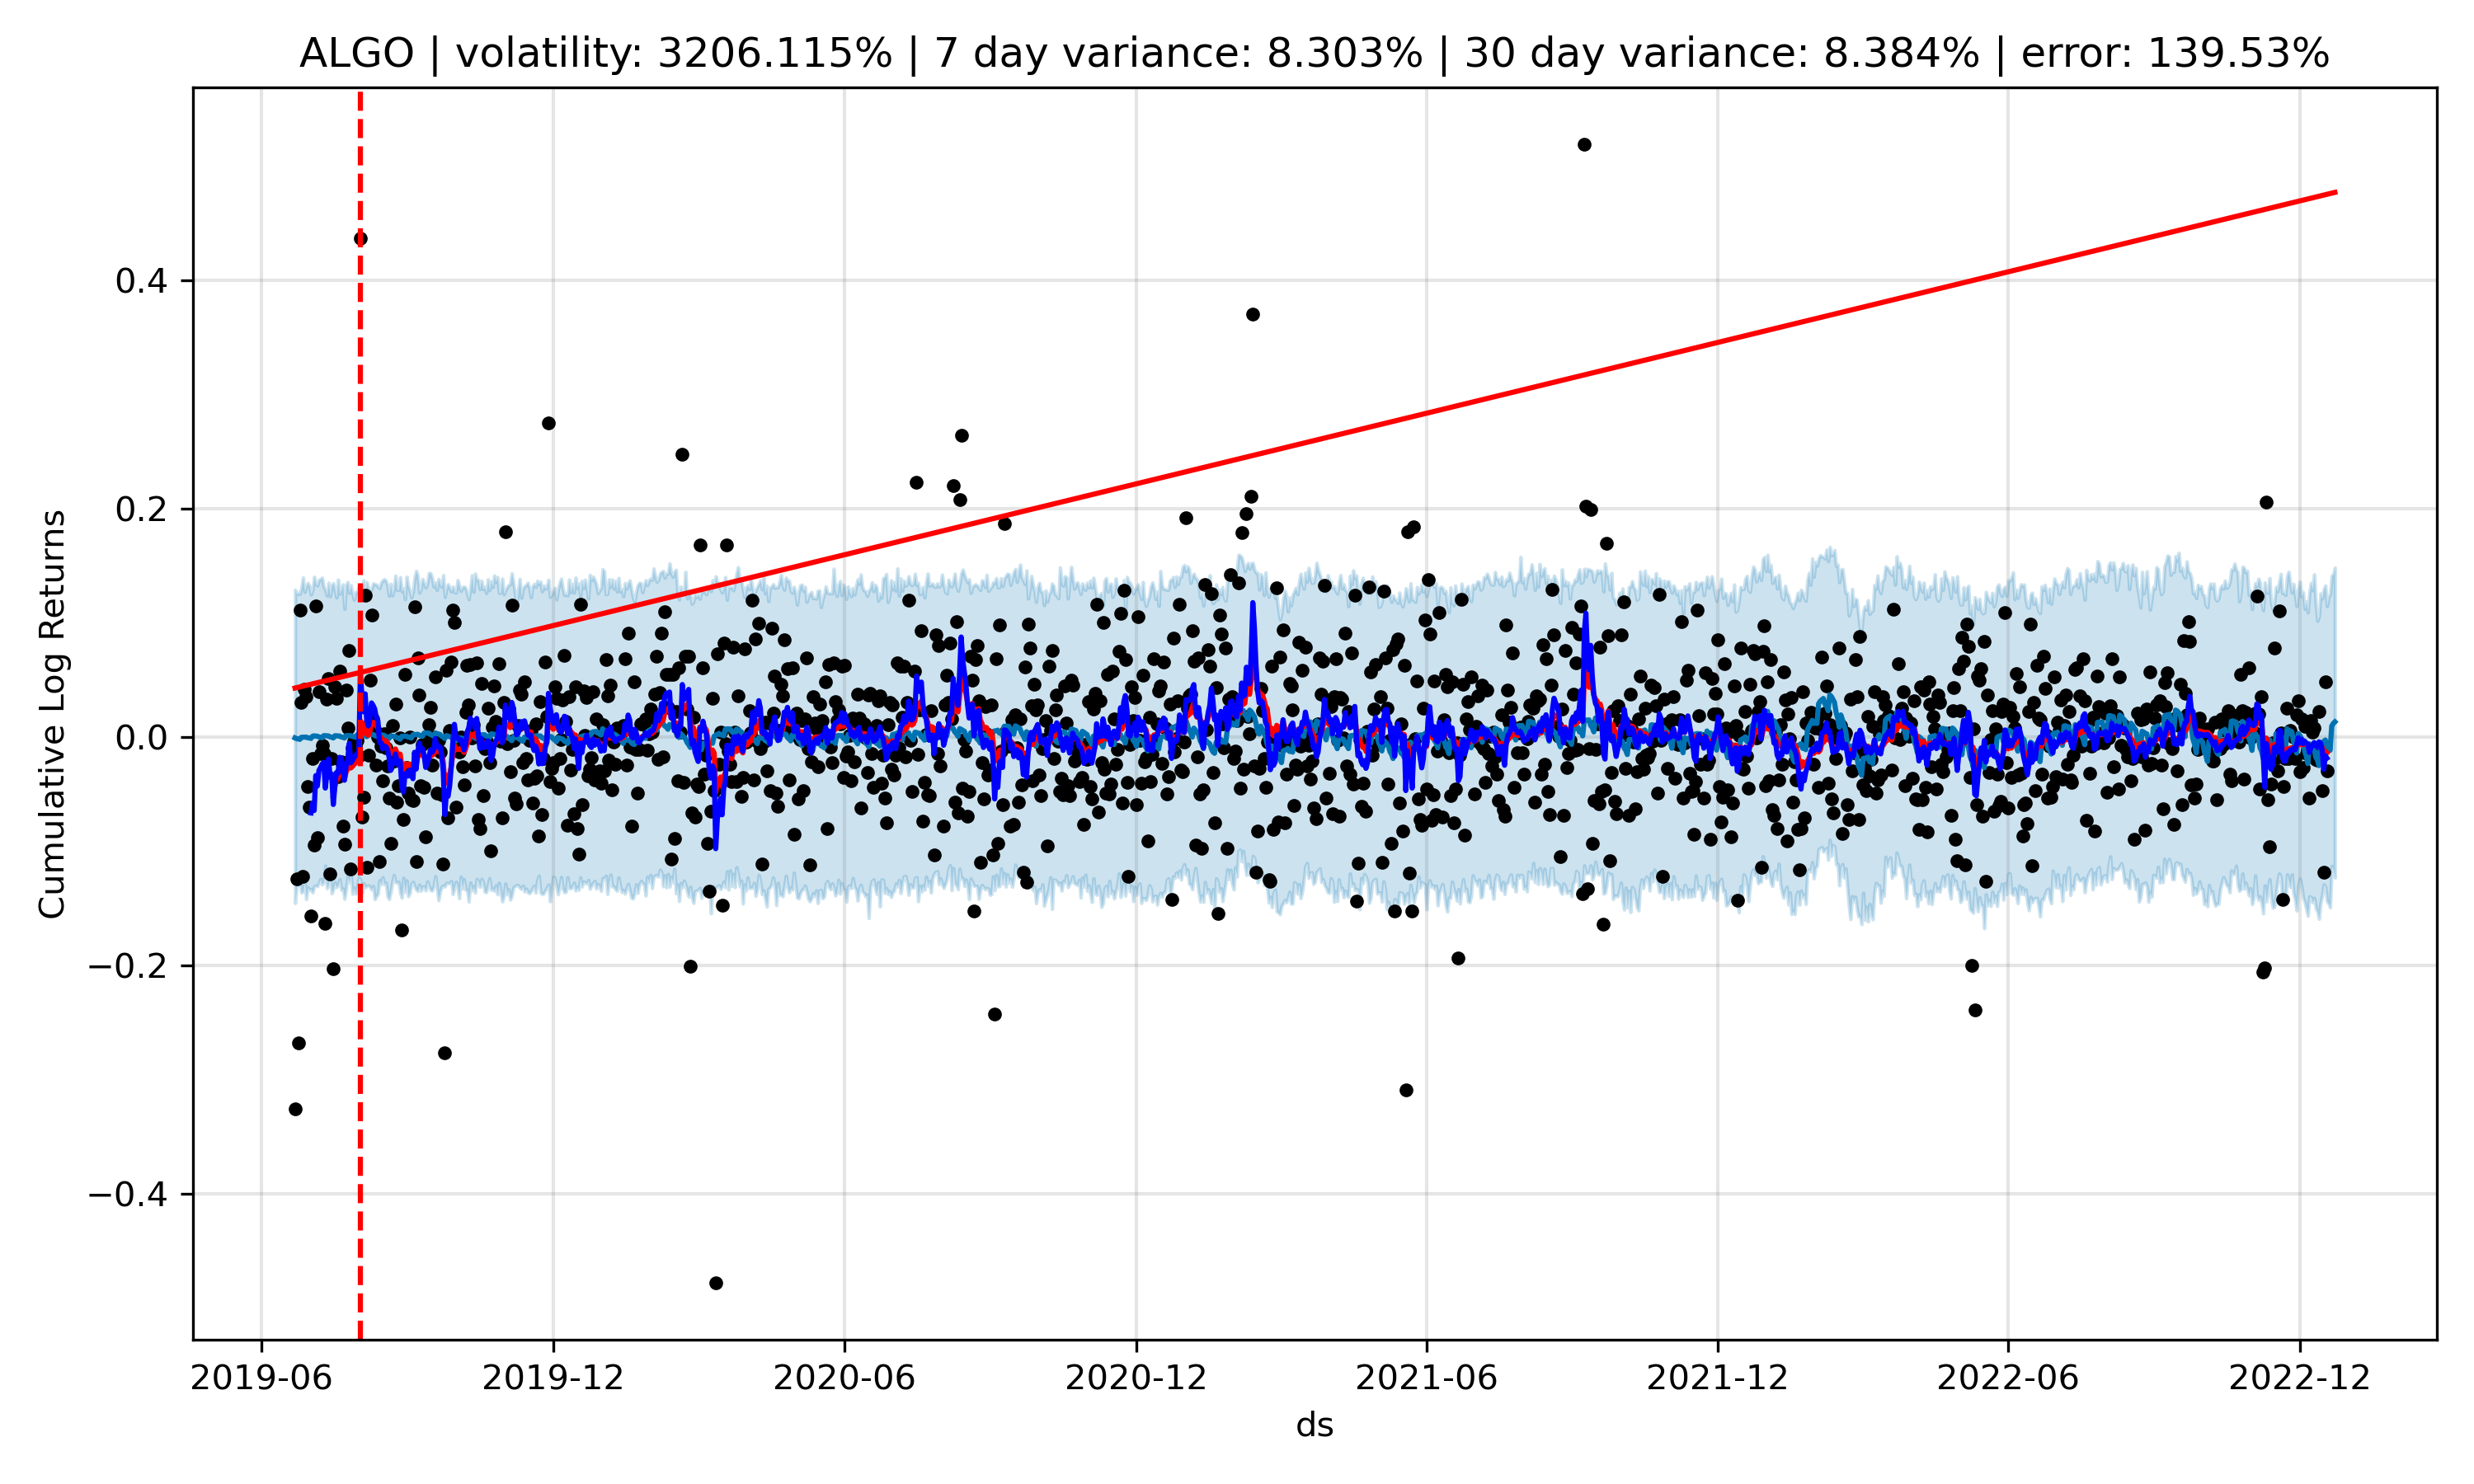 ALGO | volatility: 3206.115% | 7 day variance: 8.303% | 30 day variance: 8.384% | error: 139.53%
Cumulative Log Returns
0.4
0.2
0.0
−0.2
−0.4
2019-06 2019-12 2020-06 2020-12 2021-06 2021-12 2022-06 2022-12
ds